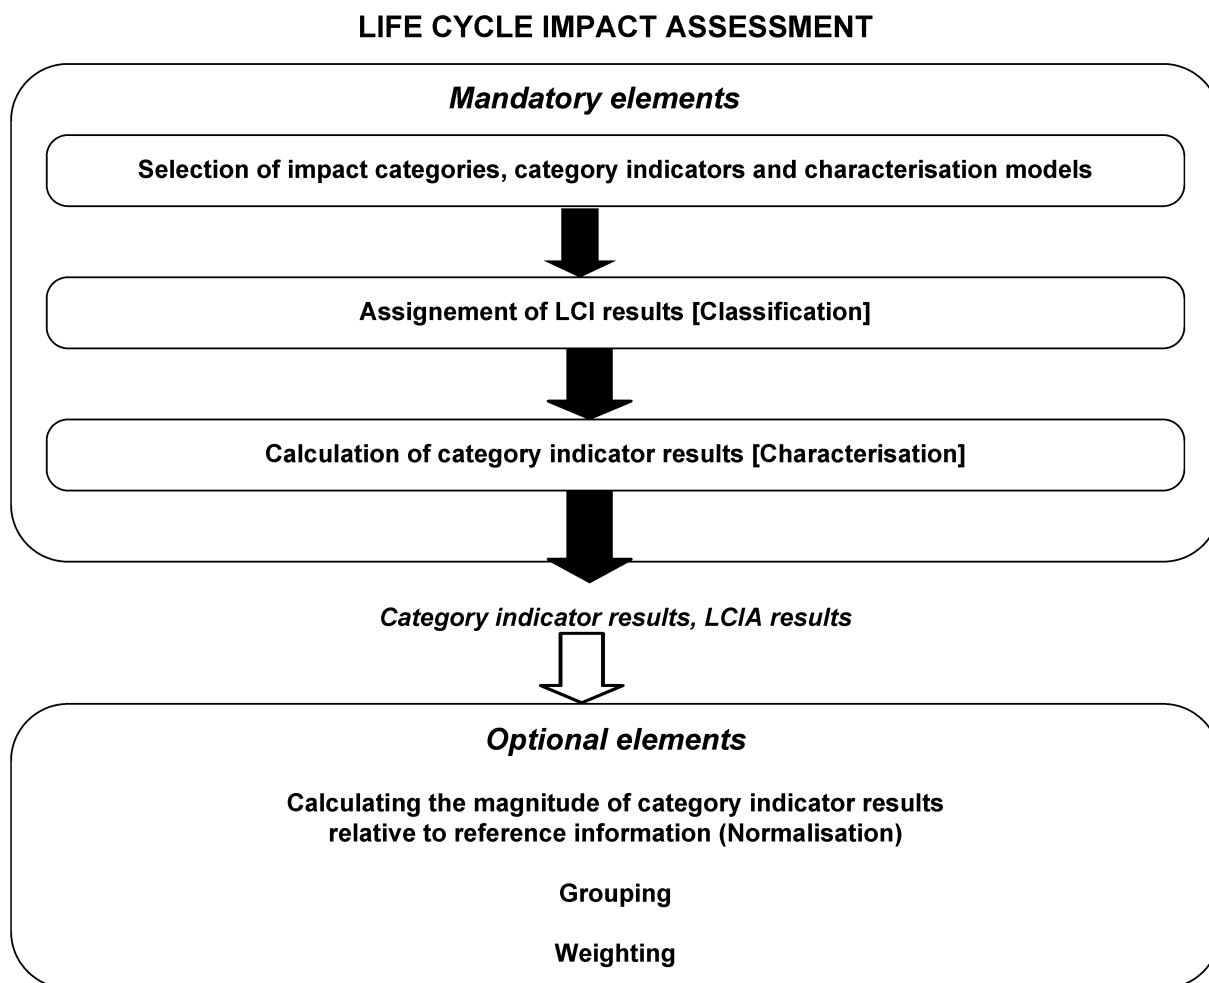 LIFE CYCLE IMPACT ASSESSMENT
Mandatory elements
Selection of impact categories, category indicators and characterisation models
Assignement of LCI results [Classification]
Calculation of category indicator results [Characterisation]
Category indicator results, LCIA results
Optional elements
Calculating the magnitude of category indicator results
relative to reference information (Normalisation)
Grouping
Weighting